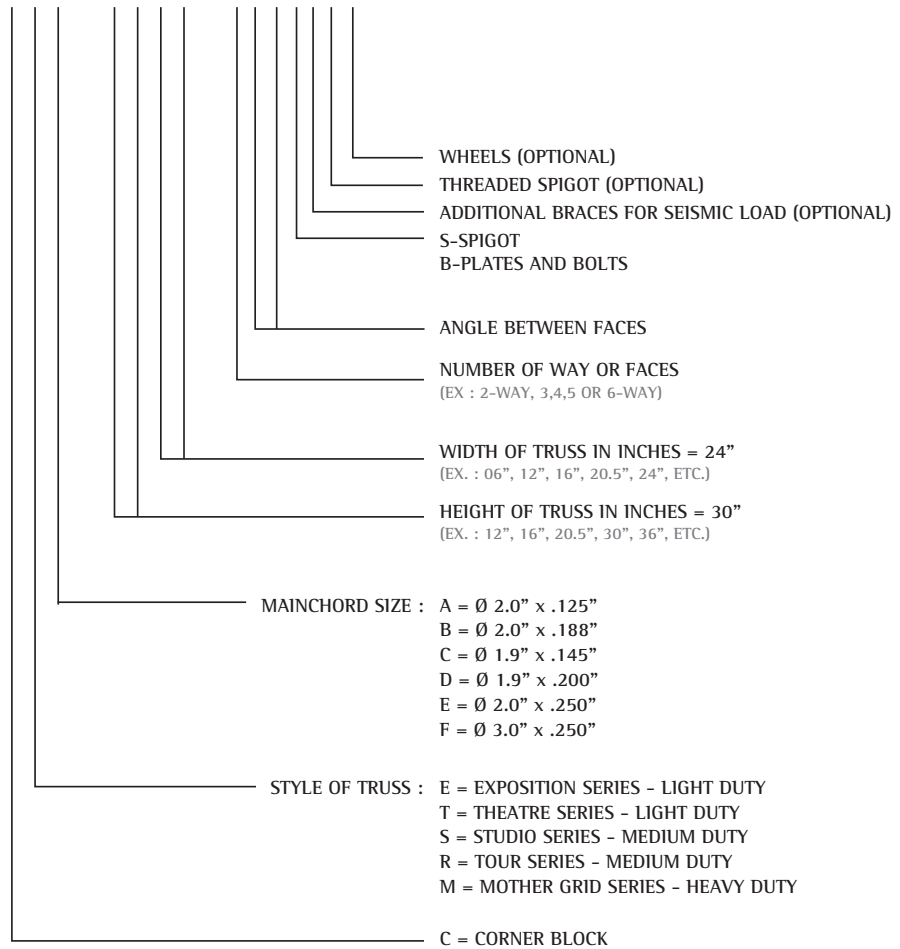 WHEELS (OPTIONAL)
THREADED SPIGOT (OPTIONAL)
ADDITIONAL BRACES FOR SEISMIC LOAD (OPTIONAL)
S-SPIGOT
B-PLATES AND BOLTS
ANGLE BETWEEN FACES
NUMBER OF WAY OR FACES
(EX : 2-WAY, 3,4,5 OR 6-WAY)
WIDTH OF TRUSS IN INCHES = 24”
(EX. : 06”, 12”, 16”, 20.5”, 24”, ETC.)
HEIGHT OF TRUSS IN INCHES = 30”
(EX. : 12”, 16”, 20.5”, 30”, 36”, ETC.)
MAINCHORD SIZE : A = Ø 2.0” x .125”
B = Ø 2.0” x .188”
C = Ø 1.9” x .145”
D = Ø 1.9” x .200”
E = Ø 2.0” x .250”
F = Ø 3.0” x .250”
STYLE OF TRUSS : E = EXPOSITION SERIES - LIGHT DUTY
T = THEATRE SERIES - LIGHT DUTY
S = STUDIO SERIES - MEDIUM DUTY
R = TOUR SERIES - MEDIUM DUTY
M = MOTHER GRID SERIES - HEAVY DUTY
C = CORNER BLOCK